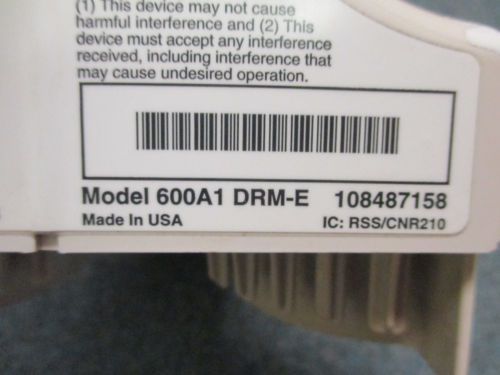 (1) This device may not cause
harmful interference and (2) This
device must accept any interference
received, including interference that
may cause undesired operation.
Model 600A1 DRM-E 108487158
Made In USA IC: RSS/CNR210